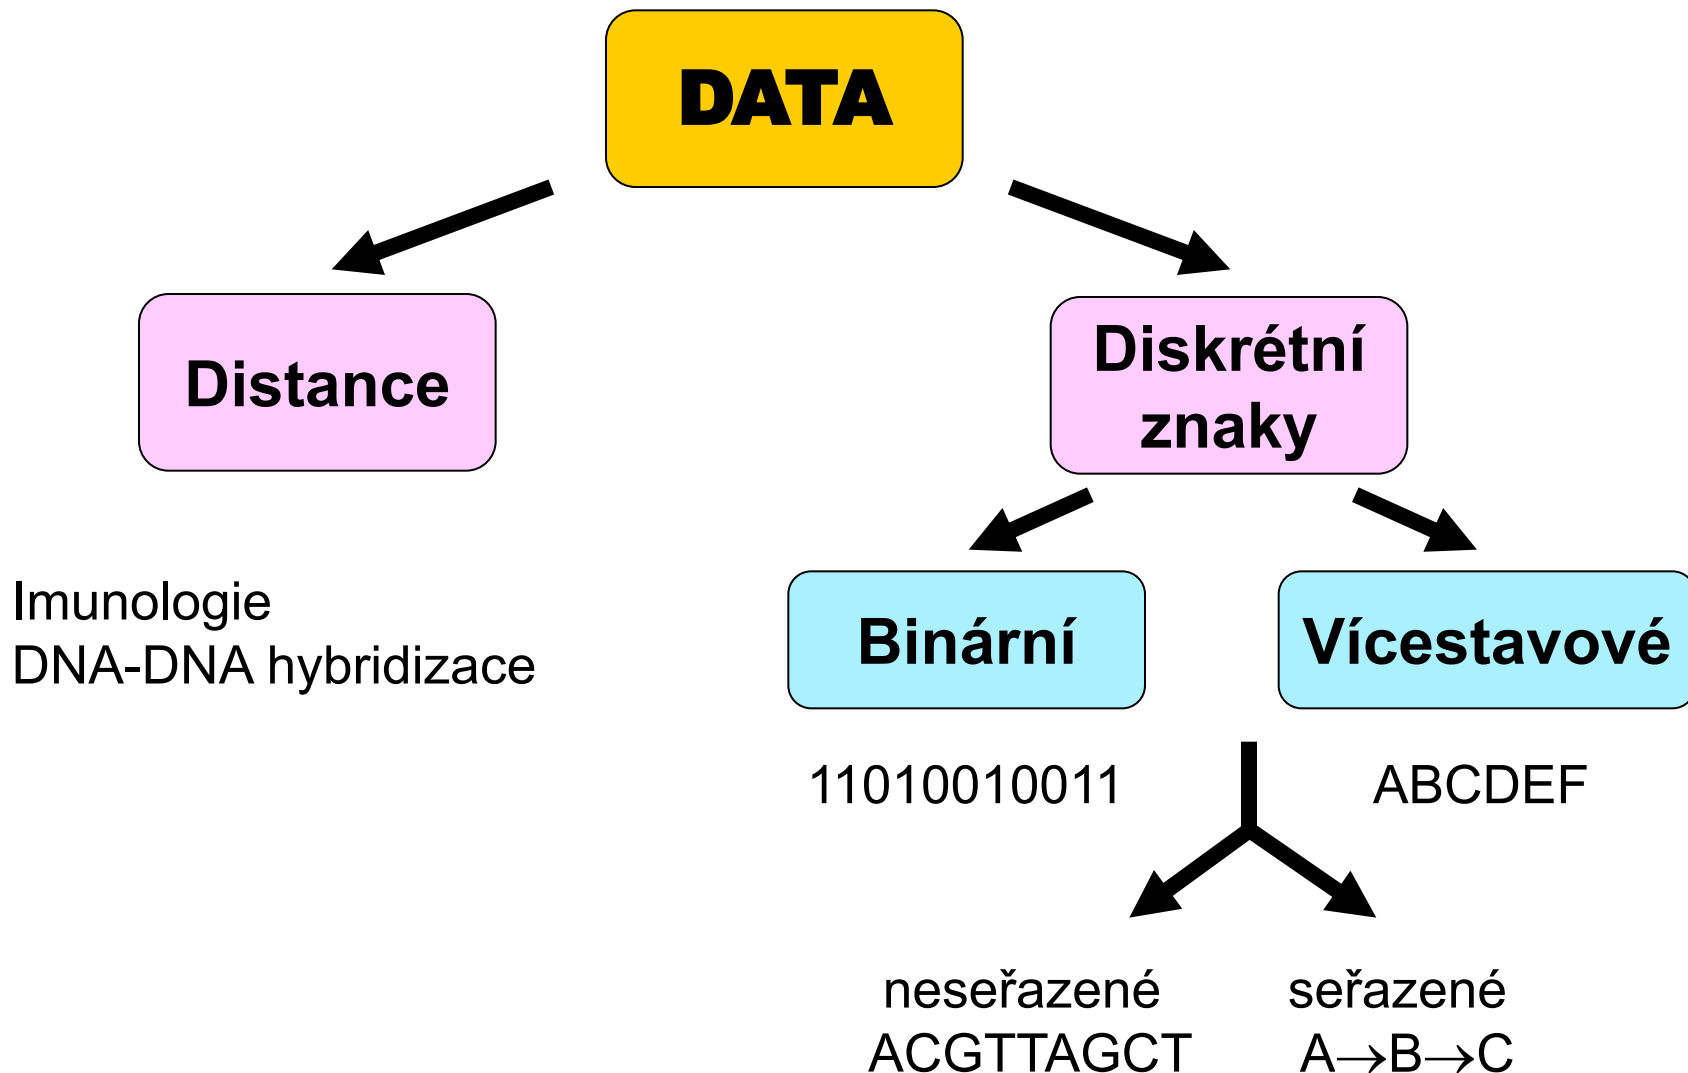 DATA
Distance
Diskrétní
znaky
Imunologie
DNA-DNA hybridizace
Binární
Vícestavové
11010010011
ABCDEF
neseřazené
ACGTTAGCT
seřazené
A→B→C